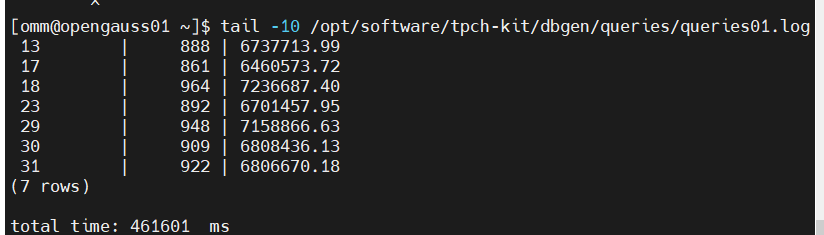 [omm@opengauss01 ~]$ tail -10 /opt/software/tpch-kit/dbgen/queries/queries01.log
 13        |     888 | 6737713.99
 17        |     861 | 6460573.72
 18        |     964 | 7236687.40
 23        |     892 | 6701457.95
 29        |     948 | 7158866.63
 30        |     909 | 6808436.13
 31        |     922 | 6806670.18
(7 rows)

total time: 461601  ms